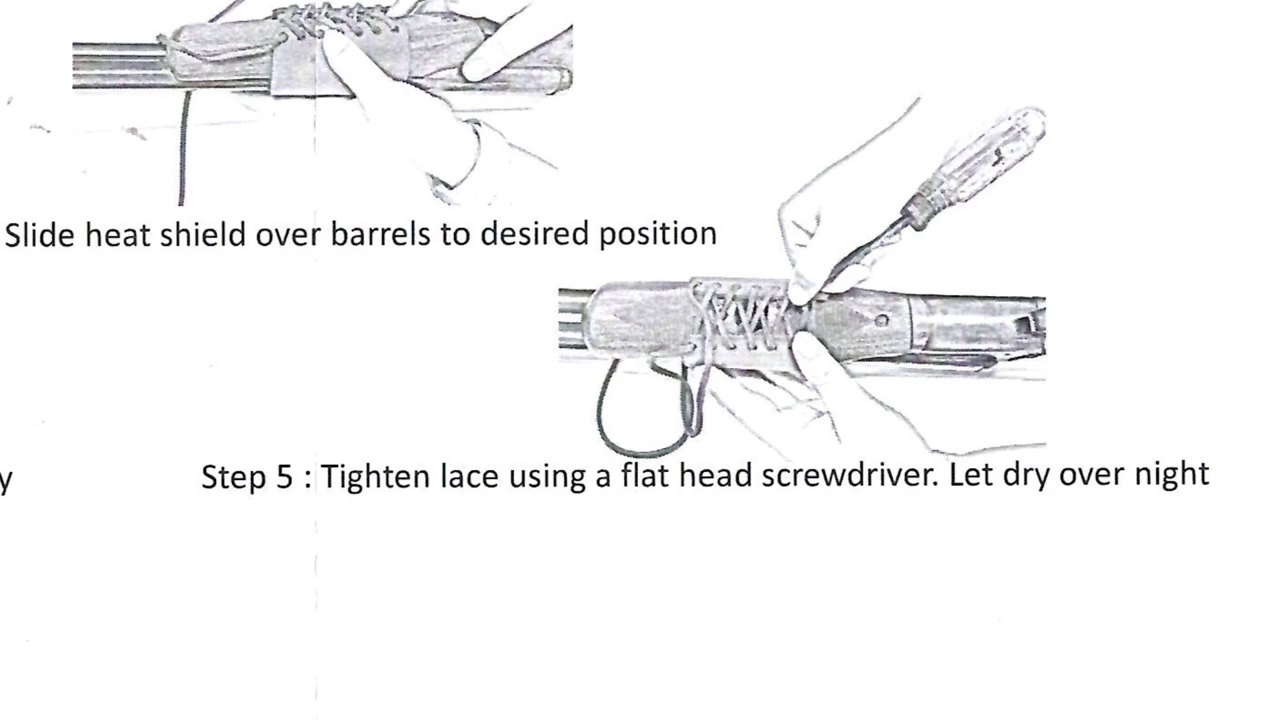 Slide heat shield over barrels to desired position
y
Step 5 : Tighten lace using a flat head screwdriver. Let dry over night